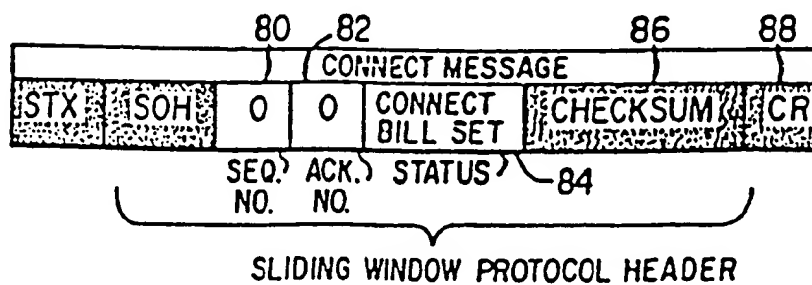 80 82 86 88
CONNECT MESSAGE
STX SOH 0 0 CONNECT BILL SET CHECKSUM CR
SEQ. NO. ACK. NO. STATUS 84
SLIDING WINDOW PROTOCOL HEADER